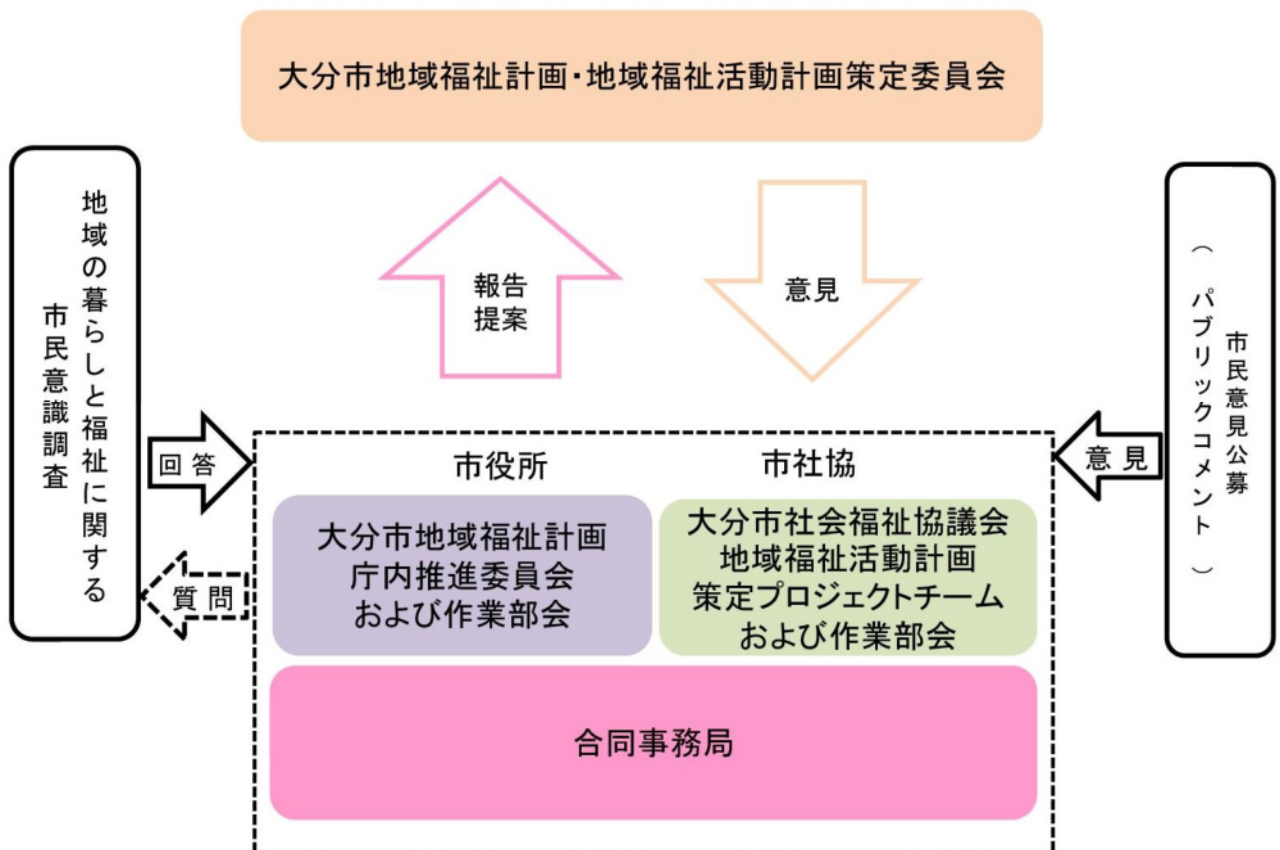 大分市地域福祉計画・地域福祉活動計画策定委員会
地域の暮らしと福祉に関する
市民意識調査
報告
提案
意見
市民意見公募
（パブリックコメント）
回答
質問
意見
市役所
市社協
大分市地域福祉計画
庁内推進委員会
および作業部会
大分市社会福祉協議会
地域福祉活動計画
策定プロジェクトチーム
および作業部会
合同事務局